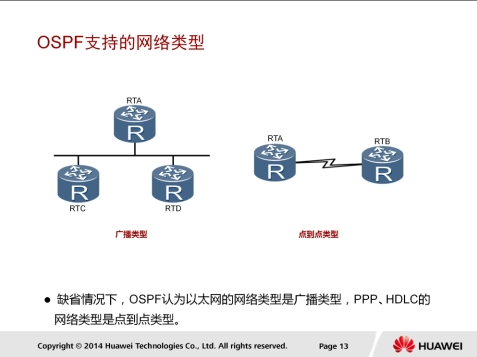 OSPF支持的网络类型
RTA
R
RTA
RTB
R
R
R
R
RTC
RTD
广播类型
点到点类型
● 缺省情况下，OSPF认为以太网的网络类型是广播类型，PPP、HDLC的
网络类型是点到点类型。
Copyright © 2014 Huawei Technologies Co., Ltd. All rights reserved.
Page 13
HUAWEI